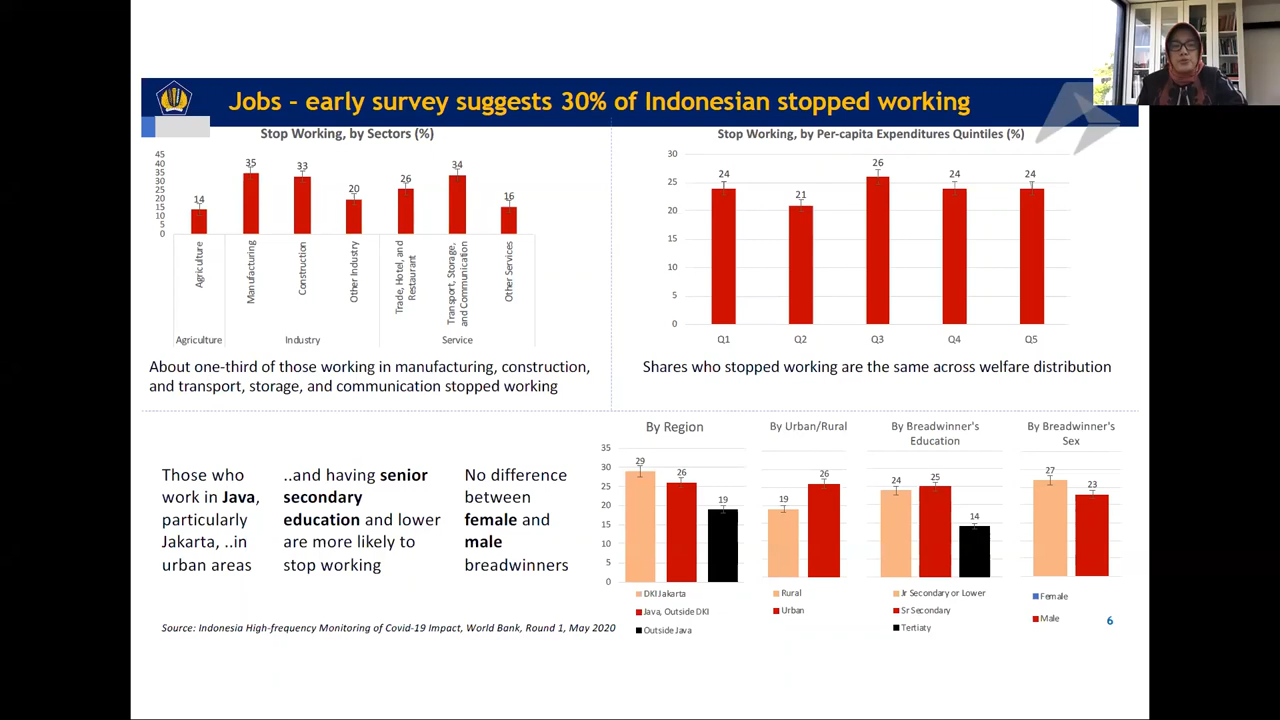 Jobs - early survey suggests 30% of Indonesian stopped working
Stop Working, by Sectors (%)
45
40
35
30
25
20
15
10
5
0
14
35
33
20
26
34
16
Agriculture
Manufacturing
Construction
Other Industry
Trade, Hotel, and
Restaurant
Transport, Storage,
and Communication
Other Services
Agriculture
Industry
Service
About one-third of those working in manufacturing, construction,
and transport, storage, and communication stopped working
Stop Working, by Per-capita Expenditures Quintiles (%)
30
25
20
15
10
5
0
24
21
26
24
24
Q1
Q2
Q3
Q4
Q5
Shares who stopped working are the same across welfare distribution
Those who
work in Java,
particularly
Jakarta, ..in
urban areas
..and having senior
secondary
education and lower
are more likely to
stop working
No difference
between
female and
male
breadwinners
By Region
35
30
25
20
15
10
5
0
29
26
19
DKI Jakarta
Java, Outside DKI
Outside Java
By Urban/Rural
19
26
Rural
Urban
By Breadwinner's
Education
24
25
14
Jr Secondary or Lower
Sr Secondary
Tertiaty
By Breadwinner's
Sex
27
23
Female
Male
Source: Indonesia High-frequency Monitoring of Covid-19 Impact, World Bank, Round 1, May 2020
6